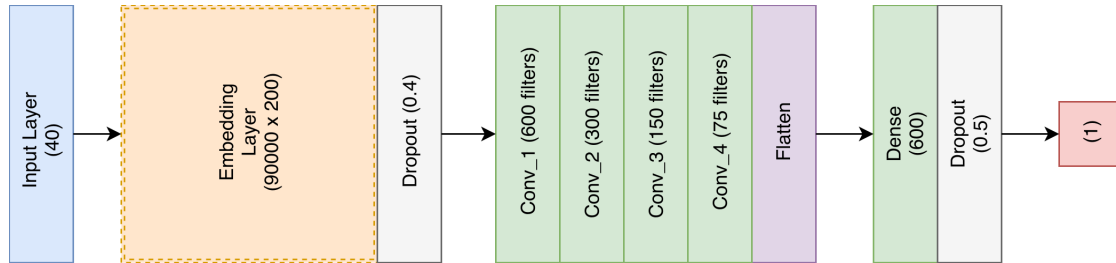 Input Layer
(40)
Embedding
Layer
(90000 x 200)
Dropout (0.4)
Conv_1 (600 filters)
Conv_2 (300 filters)
Conv_3 (150 filters)
Conv_4 (75 filters)
Flatten
Dense
(600)
Dropout
(0.5)
(1)